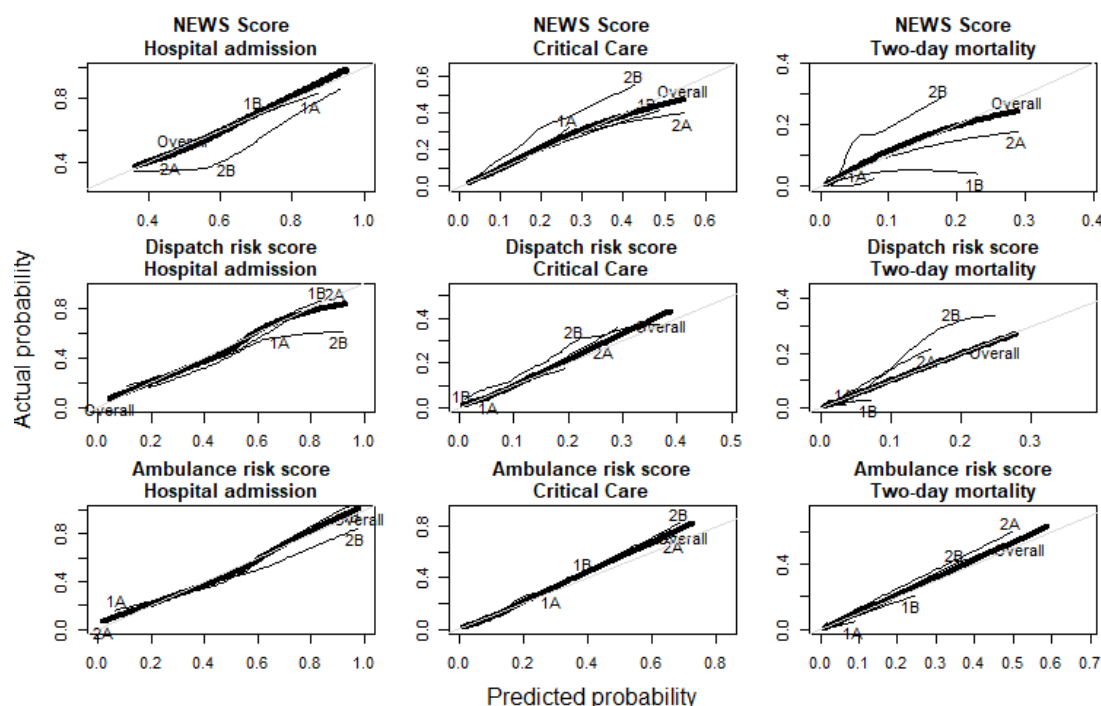 NEWS Score
Hospital admission
NEWS Score
Critical Care
NEWS Score
Two-day mortality
0.4 0.8
Overall
2A
1B
1A
2B
0.4 0.6 0.8 1.0
0.0 0.2 0.4 0.6
2B
1A
1B
Overall
2A
0.0 0.1 0.2 0.3 0.4 0.5 0.6
0.0 0.2 0.4
2B
Overall
2A
1A
1B
0.0 0.1 0.2 0.3 0.4
Dispatch risk score
Hospital admission
Dispatch risk score
Critical Care
Dispatch risk score
Two-day mortality
0.0 0.4 0.8
1B
2A
1A
2B
Overall
0.0 0.2 0.4 0.6 0.8 1.0
0.0 0.2 0.4
2B
Overall
2A
1B
1A
0.0 0.1 0.2 0.3 0.4 0.5
0.0 0.2 0.4
2B
2A
Overall
1A
1B
0.0 0.1 0.2 0.3
Ambulance risk score
Hospital admission
Ambulance risk score
Critical Care
Ambulance risk score
Two-day mortality
0.0 0.4 0.8
Overall
2B
1A
2A
0.0 0.2 0.4 0.6 0.8 1.0
0.0 0.4 0.8
2B
Overall
2A
1B
1A
0.0 0.2 0.4 0.6 0.8
0.0 0.4
2A
2B
Overall
1B
1A
0.0 0.1 0.2 0.3 0.4 0.5 0.6 0.7
Actual probability
Predicted probability